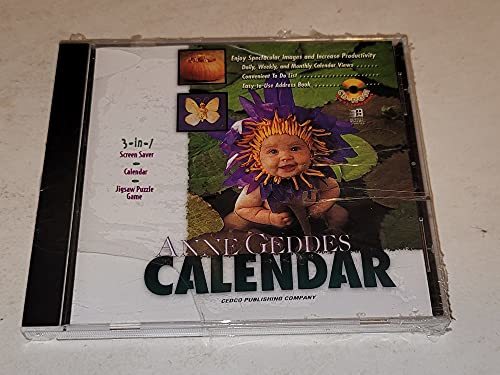 Enjoy Spectacular Images and Increase Productivity
Daily, Weekly, and Monthly Calendar Views ......
Convenient To Do List ......................
Easy to Use Address Book ................
3-in-1
Screen Saver
Calendar
Jigsaw Puzzle
Game
ANNE GEDDES
CALENDAR
CEDCO PUBLISHING COMPANY